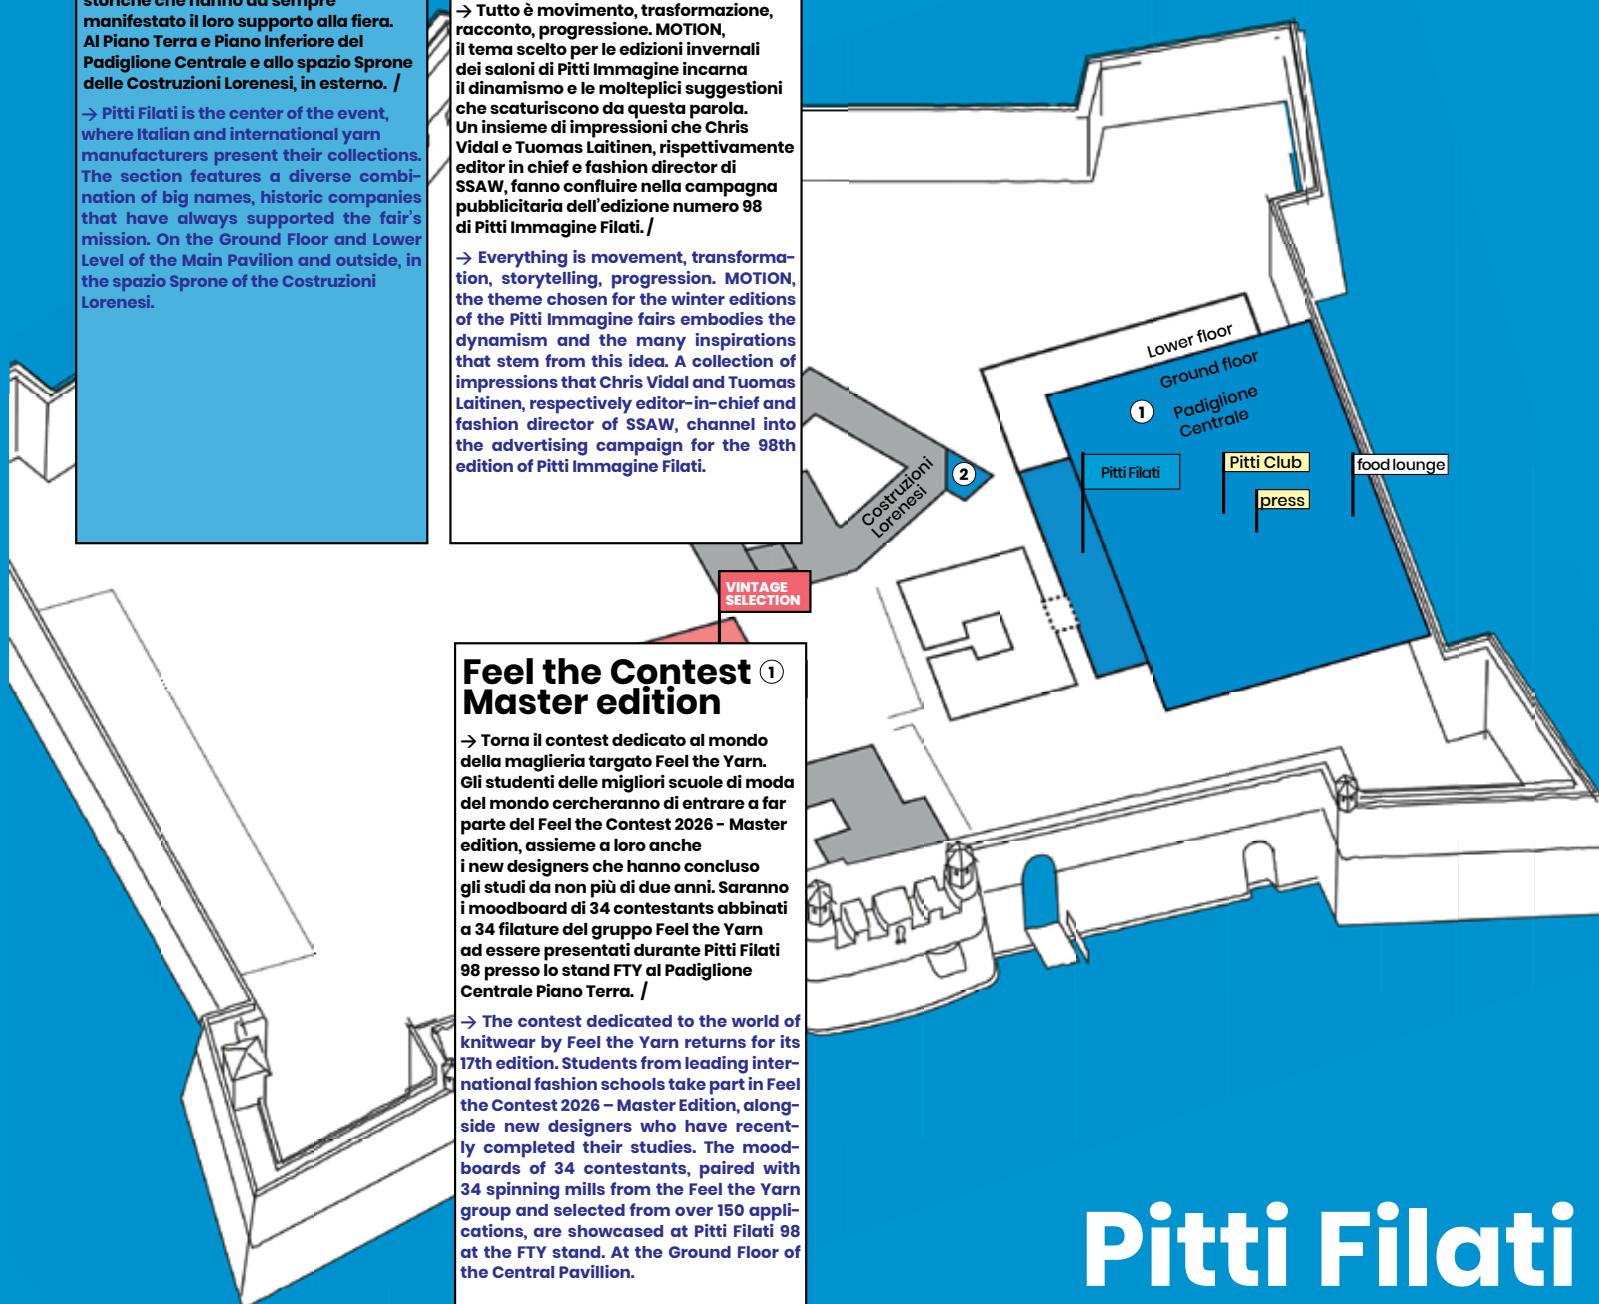 storiche che hanno da sempre
manifestato il loro supporto alla fiera.
Al Piano Terra e Piano Inferiore del
Padiglione Centrale e allo spazio Sprone
delle Costruzioni Lorenesi, in esterno. /
→ Pitti Filati is the center of the event,
where Italian and international yarn
manufacturers present their collections.
The section features a diverse combi-
nation of big names, historic companies
that have always supported the fair's
mission. On the Ground Floor and Lower
Level of the Main Pavilion and outside, in
the spazio Sprone of the Costruzioni
Lorenesi.
→ Tutto è movimento, trasformazione,
racconto, progressione. MOTION,
il tema scelto per le edizioni invernali
dei saloni di Pitti Immagine incarna
il dinamismo e le molteplici suggestioni
che scaturiscono da questa parola.
Un insieme di impressioni che Chris
Vidal e Tuomas Laitinen, rispettivamente
editor in chief e fashion director di
SSAW, fanno confluire nella campagna
pubblicitaria dell'edizione numero 98
di Pitti Immagine Filati. /
→ Everything is movement, transforma-
tion, storytelling, progression. MOTION,
the theme chosen for the winter editions
of the Pitti Immagine fairs embodies the
dynamism and the many inspirations
that stem from this idea. A collection of
impressions that Chris Vidal and Tuomas
Laitinen, respectively editor-in-chief and
fashion director of SSAW, channel into
the advertising campaign for the 98th
edition of Pitti Immagine Filati.
Lower floor
Ground floor
1
Padiglione
Centrale
Pitti Filati
Pitti Club
press
food lounge
2
Costruzioni
Lorenesi
VINTAGE
SELECTION
Feel the Contest 1
Master edition
→ Torna il contest dedicato al mondo
della maglieria targato Feel the Yarn.
Gli studenti delle migliori scuole di moda
del mondo cercheranno di entrare a far
parte del Feel the Contest 2026 - Master
edition, assieme a loro anche
i new designers che hanno concluso
gli studi da non più di due anni. Saranno
i moodboard di 34 contestants abbinati
a 34 filature del gruppo Feel the Yarn
ad essere presentati durante Pitti Filati
98 presso lo stand FTY al Padiglione
Centrale Piano Terra. /
→ The contest dedicated to the world of
knitwear by Feel the Yarn returns for its
17th edition. Students from leading inter-
national fashion schools take part in Feel
the Contest 2026 – Master Edition, along-
side new designers who have recent-
ly completed their studies. The mood-
boards of 34 contestants, paired with
34 spinning mills from the Feel the Yarn
group and selected from over 150 appli-
cations, are showcased at Pitti Filati 98
at the FTY stand. At the Ground Floor of
the Central Pavillion.
Pitti Filati